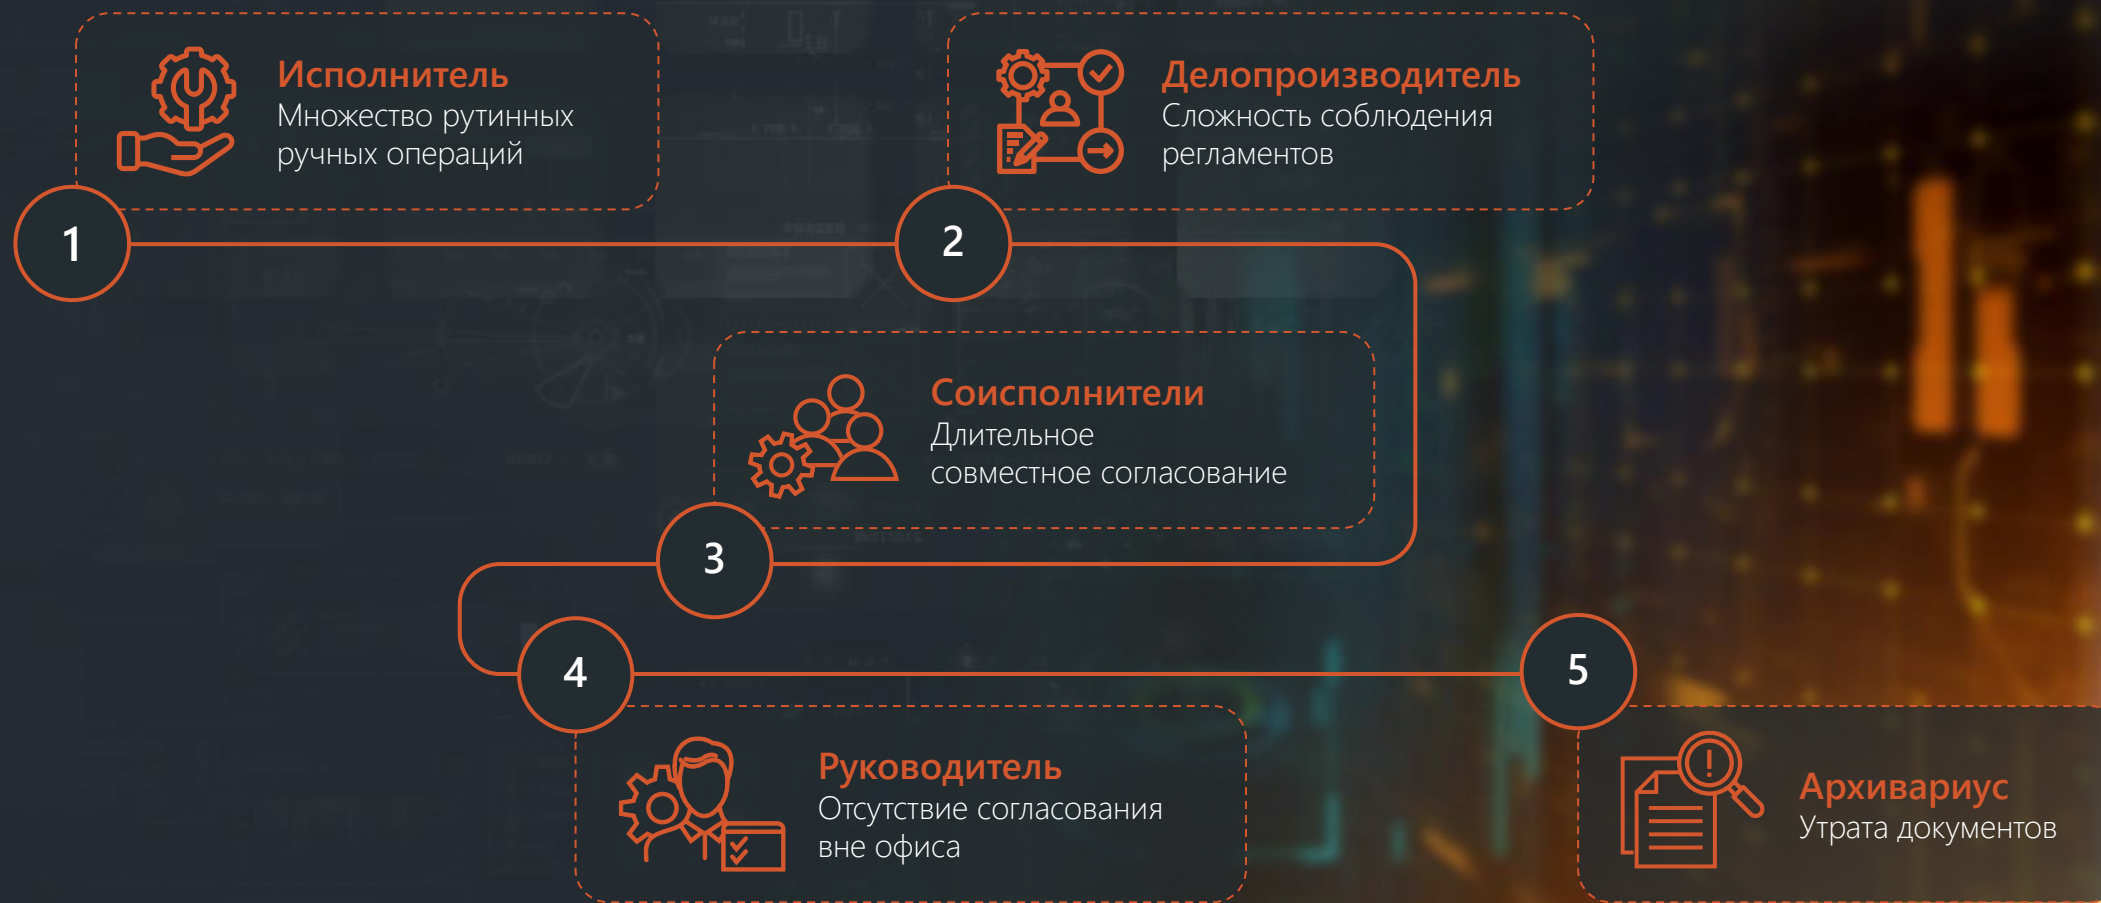 Исполнитель
Множество рутинных
ручных операций
1
Делопроизводитель
Сложность соблюдения
регламентов
2
Соисполнители
Длительное
совместное согласование
3
4
Руководитель
Отсутствие согласования
вне офиса
5
Архивариус
Утрата документов